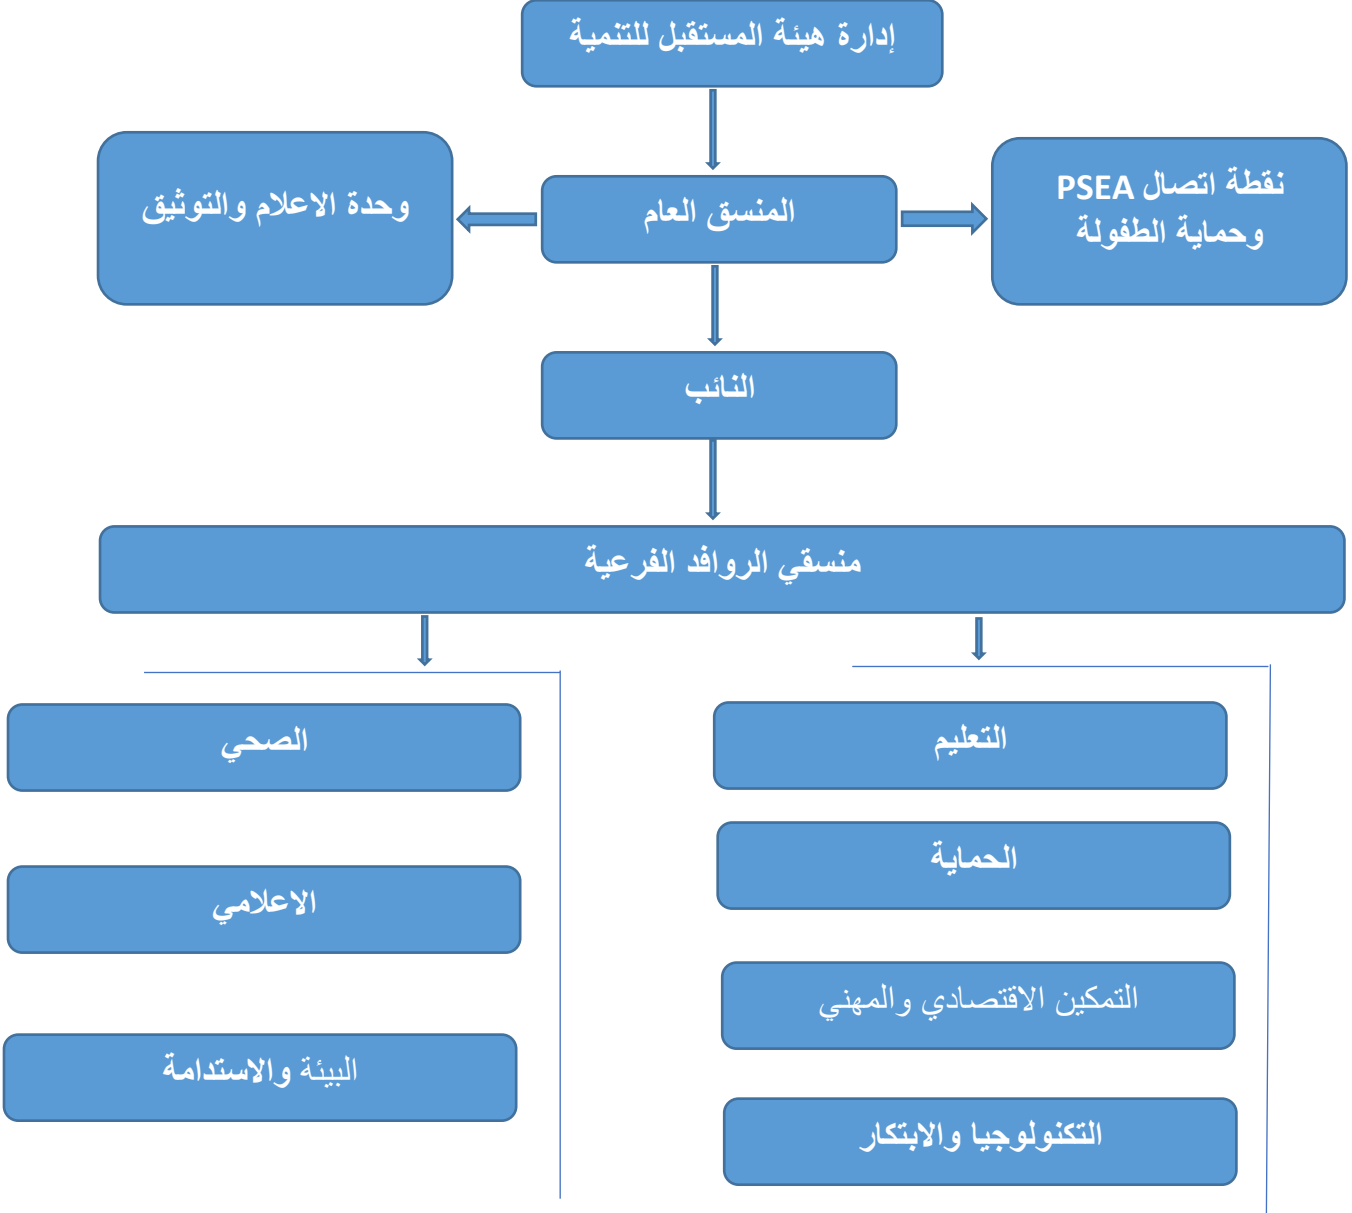 إدارة هيئة المستقبل للتنمية
نقطة اتصال PSEA
وحماية الطفولة
المنسق العام
وحدة الاعلام والتوثيق
النائب
منسقي الروافد الفرعية
التعليم
الحماية
التمكين الاقتصادي والمهني
التكنولوجيا والابتكار
الصحي
الاعلامي
البيئة والاستدامة